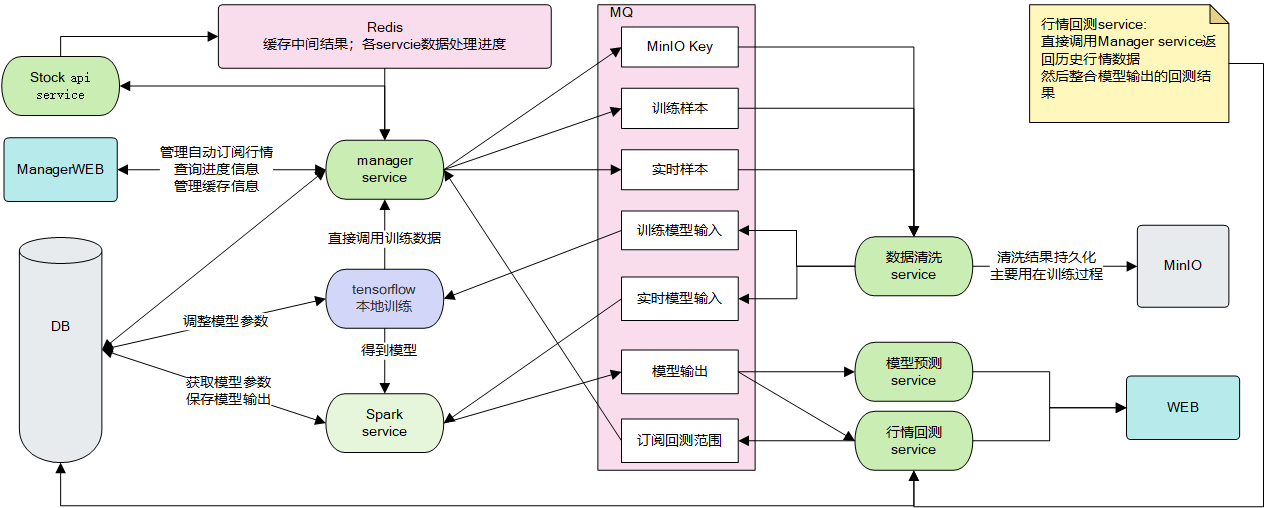 MQ
Redis
缓存中间结果；各servcie数据处理进度
行情回测service:
直接调用Manager service返
回历史行情数据
然后整合模型输出的回测结
果
MinIO Key
Stock api
service
训练样本
ManagerWEB
管理自动订阅行情
查询进度信息
管理缓存信息
manager
service
实时样本
直接调用训练数据
训练模型输入
数据清洗
service
清洗结果持久化
主要用在训练过程
MinIO
tensorflow
本地训练
实时模型输入
DB
调整模型参数
得到模型
模型输出
模型预测
service
获取模型参数
保存模型输出
Spark
service
WEB
订阅回测范围
行情回测
service